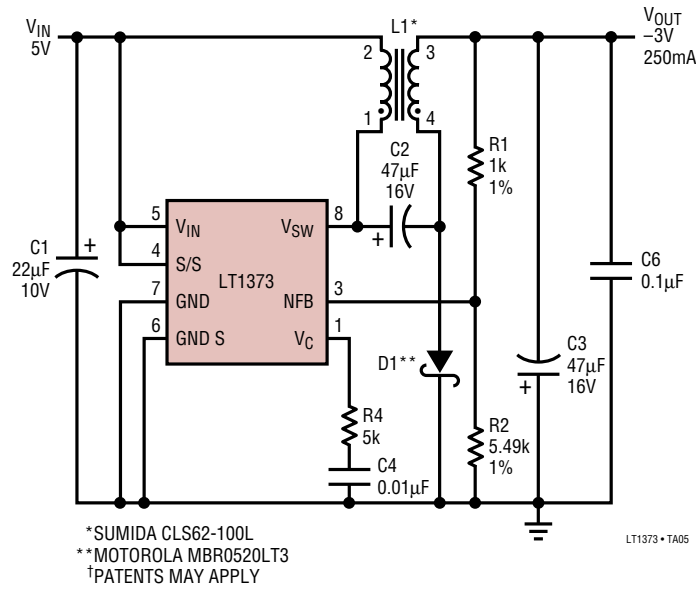 V_IN
5V
L1*
V_OUT
–3V
250mA
2
3
1
4
C2
47µF
16V
R1
1k
1%
C1
22µF
10V
+
5
V_IN
V_SW
8
+
4
S/S
LT1373
7
GND
NFB
3
6
GND S
V_C
1
C6
0.1µF
D1**
C3
47µF
16V
+
R4
5k
R2
5.49k
1%
C4
0.01µF
*SUMIDA CLS62-100L
**MOTOROLA MBR0520LT3
†PATENTS MAY APPLY
LT1373 • TA05